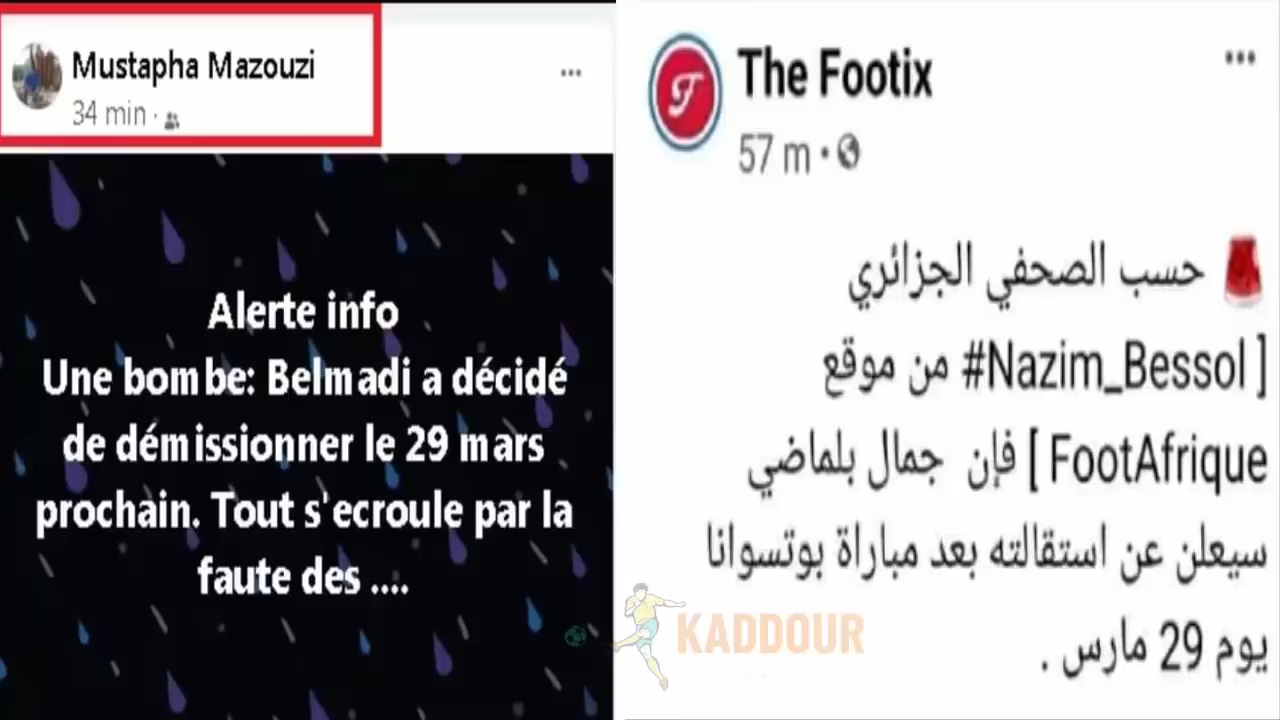 Mustapha Mazouzi
34 min
Alerte info
Une bombe: Belmadi a décidé
de démissionner le 29 mars
prochain. Tout s'ecroule par la
faute des ....
The Footix
57 m
حسب الصحفي الجزائري
[ #Nazim_Bessol من موقع
FootAfrique ] فإن جمال بلماضي
سيعلن عن استقالته بعد مباراة بوتسوانا
يوم 29 مارس .
KADDOUR